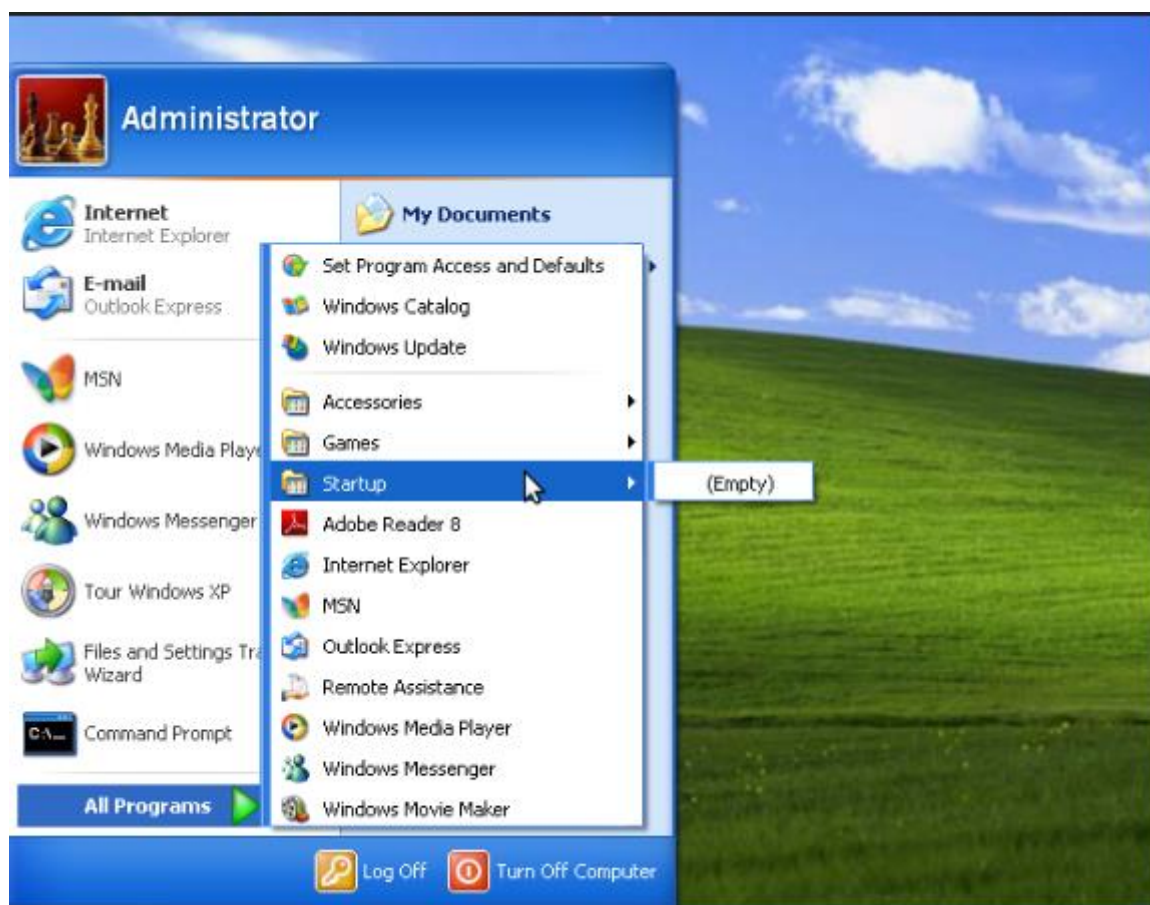 Administrator
Internet
Internet Explorer
My Documents
E-mail
Outlook Express
MSN
Windows Media
Windows Messenger
Tour Windows XP
Files and Settings
Wizard
Command Prompt
All Programs
Set Program Access and Defaults
Windows Catalog
Windows Update
Accessories
Games
Startup
(Empty)
Adobe Reader 8
Internet Explorer
MSN
Outlook Express
Remote Assistance
Windows Media Player
Windows Messenger
Windows Movie Maker
Log Off
Turn Off Computer